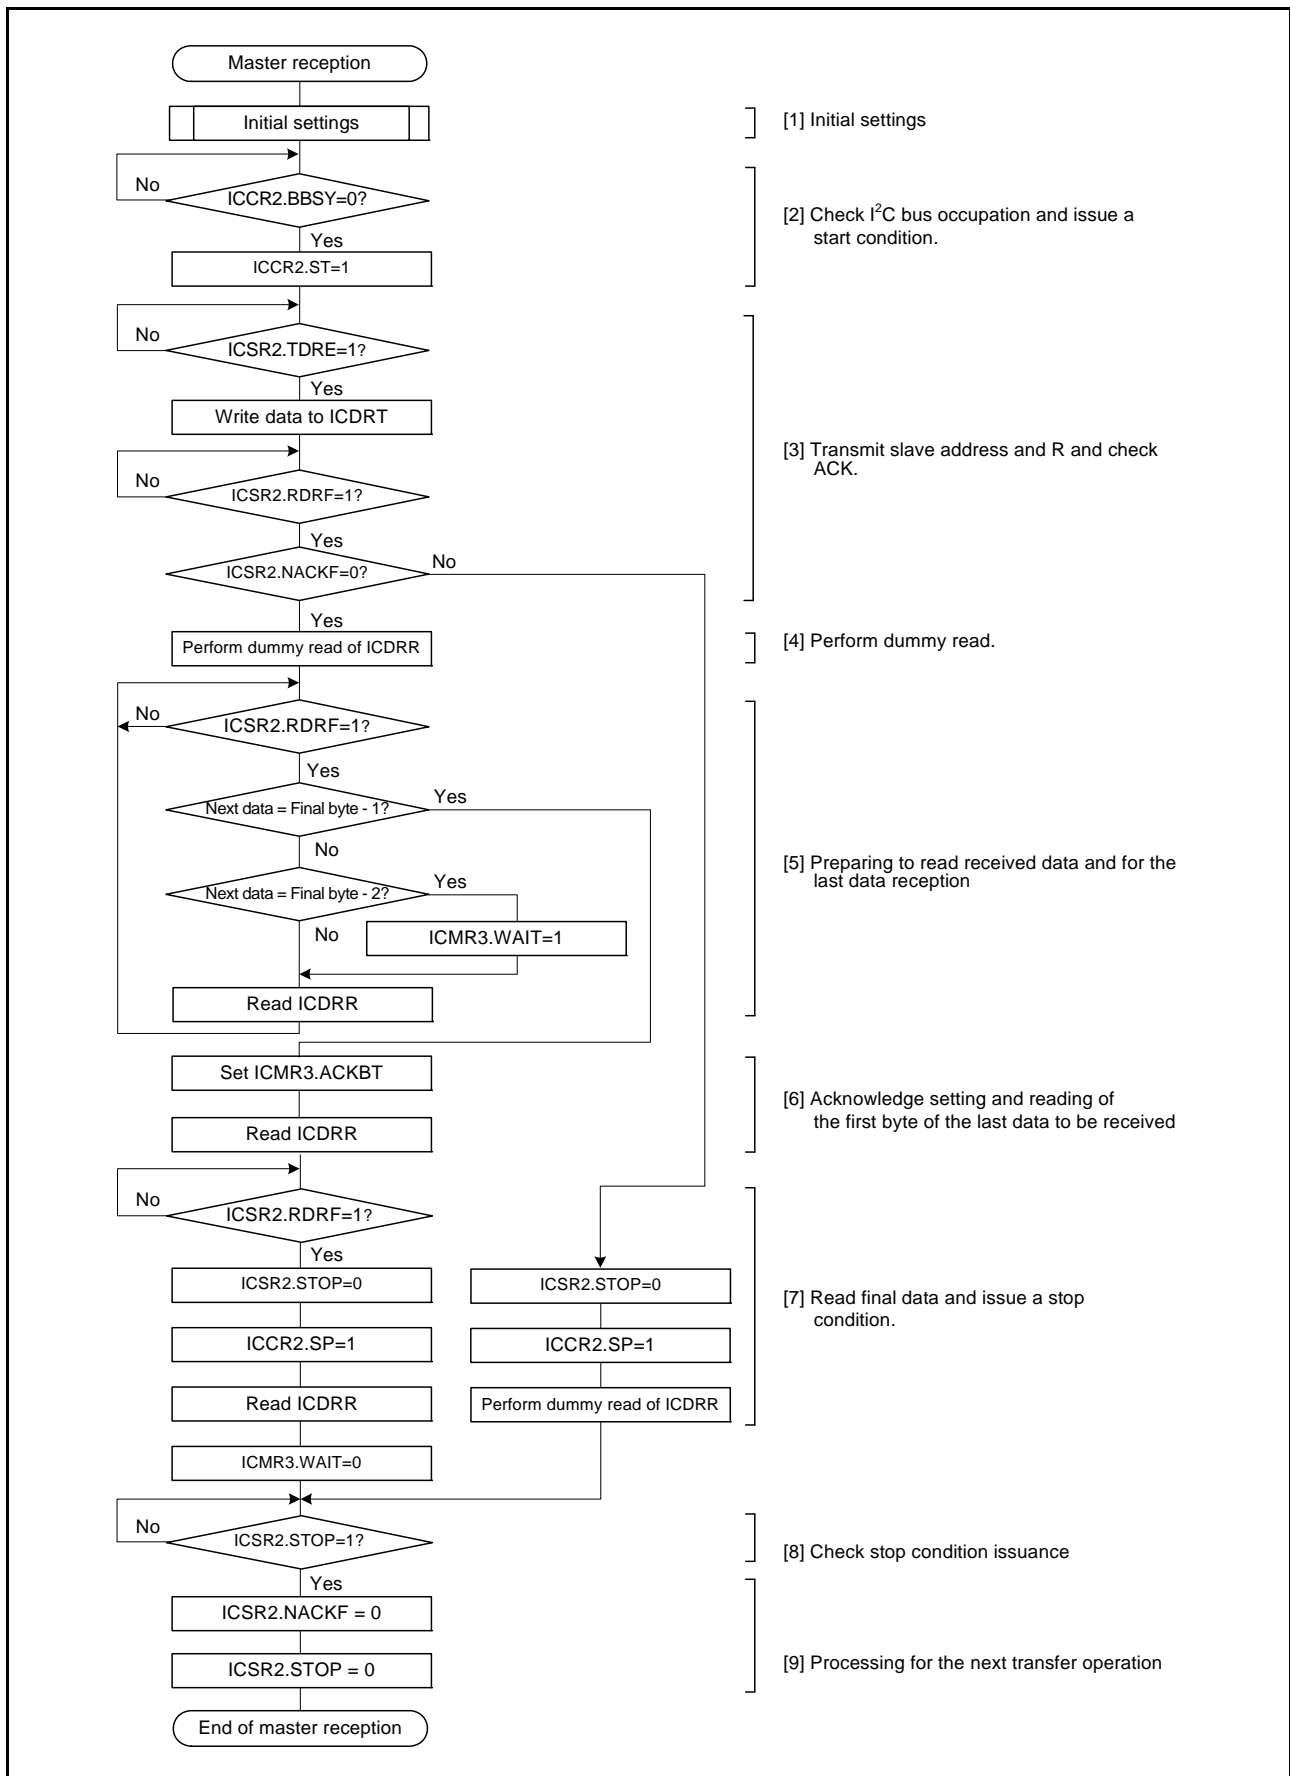 Master reception
Initial settings
[1] Initial settings
No
ICCR2.BBSY=0?
[2] Check I²C bus occupation and issue a
start condition.
Yes
ICCR2.ST=1
No
ICSR2.TDRE=1?
Yes
Write data to ICDRT
[3] Transmit slave address and R and check
ACK.
No
ICSR2.RDRF=1?
Yes
ICSR2.NACKF=0?
No
Yes
Perform dummy read of ICDRR
[4] Perform dummy read.
No
ICSR2.RDRF=1?
Yes
Next data = Final byte - 1?
Yes
No
[5] Preparing to read received data and for the
last data reception
Next data = Final byte - 2?
Yes
No
ICMR3.WAIT=1
Read ICDRR
Set ICMR3.ACKBT
[6] Acknowledge setting and reading of
the first byte of the last data to be received
Read ICDRR
No
ICSR2.RDRF=1?
Yes
ICSR2.STOP=0
ICSR2.STOP=0
[7] Read final data and issue a stop
condition.
ICCR2.SP=1
ICCR2.SP=1
Read ICDRR
Perform dummy read of ICDRR
ICMR3.WAIT=0
No
ICSR2.STOP=1?
[8] Check stop condition issuance
Yes
ICSR2.NACKF = 0
ICSR2.STOP = 0
[9] Processing for the next transfer operation
End of master reception